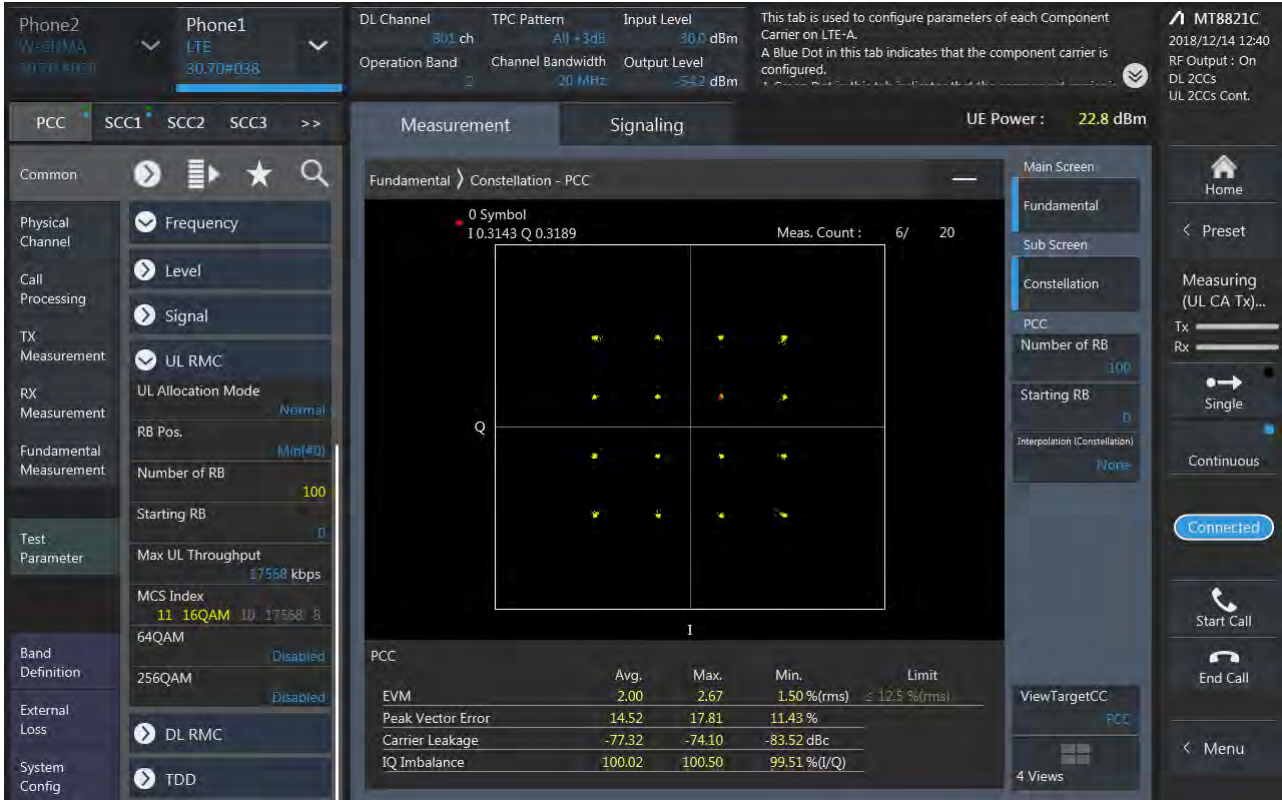 Phone2
W-CDMA
30.70 #030
Phone1
LTE
30.70#038
DL Channel
801 ch
TPC Pattern
All +3dB
Input Level
30.0 dBm
Operation Band
2
Channel Bandwidth
20 MHz
Output Level
-54.2 dBm
This tab is used to configure parameters of each Component
Carrier on LTE-A.
A Blue Dot in this tab indicates that the component carrier is
configured.
MT8821C
2018/12/14 12:40
RF Output : On
DL 2CCs
UL 2CCs Cont.
PCC SCC1 SCC2 SCC3 >>
Measurement
Signaling
UE Power : 22.8 dBm
Common
Physical
Channel
Call
Processing
TX
Measurement
RX
Measurement
Fundamental
Measurement
Test
Parameter
Band
Definition
External
Loss
System
Config
Frequency
Level
Signal
UL RMC
UL Allocation Mode
Normal
RB Pos.
Min(#0)
Number of RB
100
Starting RB
0
Max UL Throughput
17568 kbps
MCS Index
11 16QAM 10 17568 8
64QAM
Disabled
256QAM
Disabled
DL RMC
TDD
Fundamental Constellation - PCC
0 Symbol
I 0.3143 Q 0.3189
Meas. Count : 6/ 20
Q
I
PCC
Avg. Max. Min. Limit
EVM 2.00 2.67 1.50 %(rms) ≤ 12.5 %(rms)
Peak Vector Error 14.52 17.81 11.43 %
Carrier Leakage -77.32 -74.10 -83.52 dBc
IQ Imbalance 100.02 100.50 99.51 %(I/Q)
Main Screen
Fundamental
Sub Screen
Constellation
PCC
Number of RB
100
Starting RB
0
Interpolation (Constellation)
None
ViewTargetCC
PCC
4 Views
Home
< Preset
Measuring
(UL CA Tx)...
Tx
Rx
Single
Continuous
Connected
Start Call
End Call
< Menu